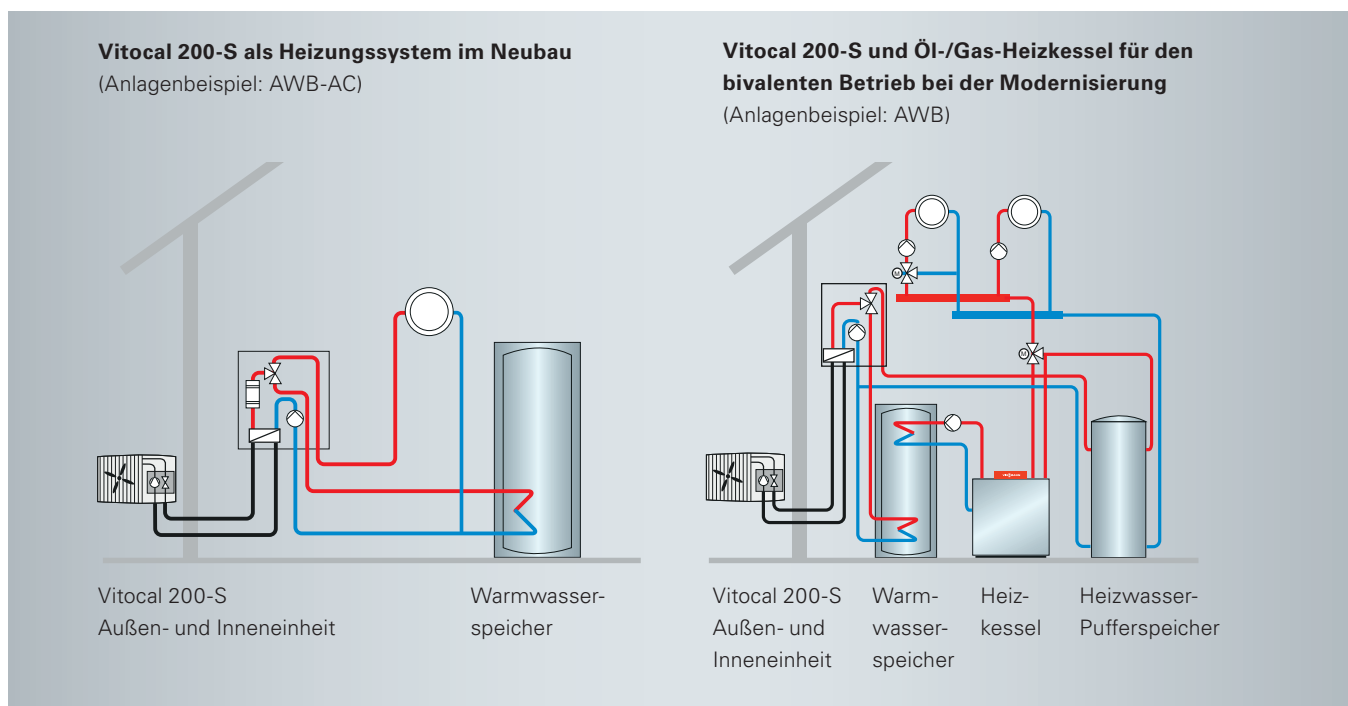 Vitocal 200-S als Heizungssystem im Neubau
(Anlagenbeispiel: AWB-AC)
Vitocal 200-S
Außen- und Inneneinheit
Warmwasser-
speicher
Vitocal 200-S und Öl-/Gas-Heizkessel für den
bivalenten Betrieb bei der Modernisierung
(Anlagenbeispiel: AWB)
M
M
Vitocal 200-S
Außen- und
Inneneinheit
Warm-
wasser-
speicher
Heiz-
kessel
Heizwasser-
Pufferspeicher